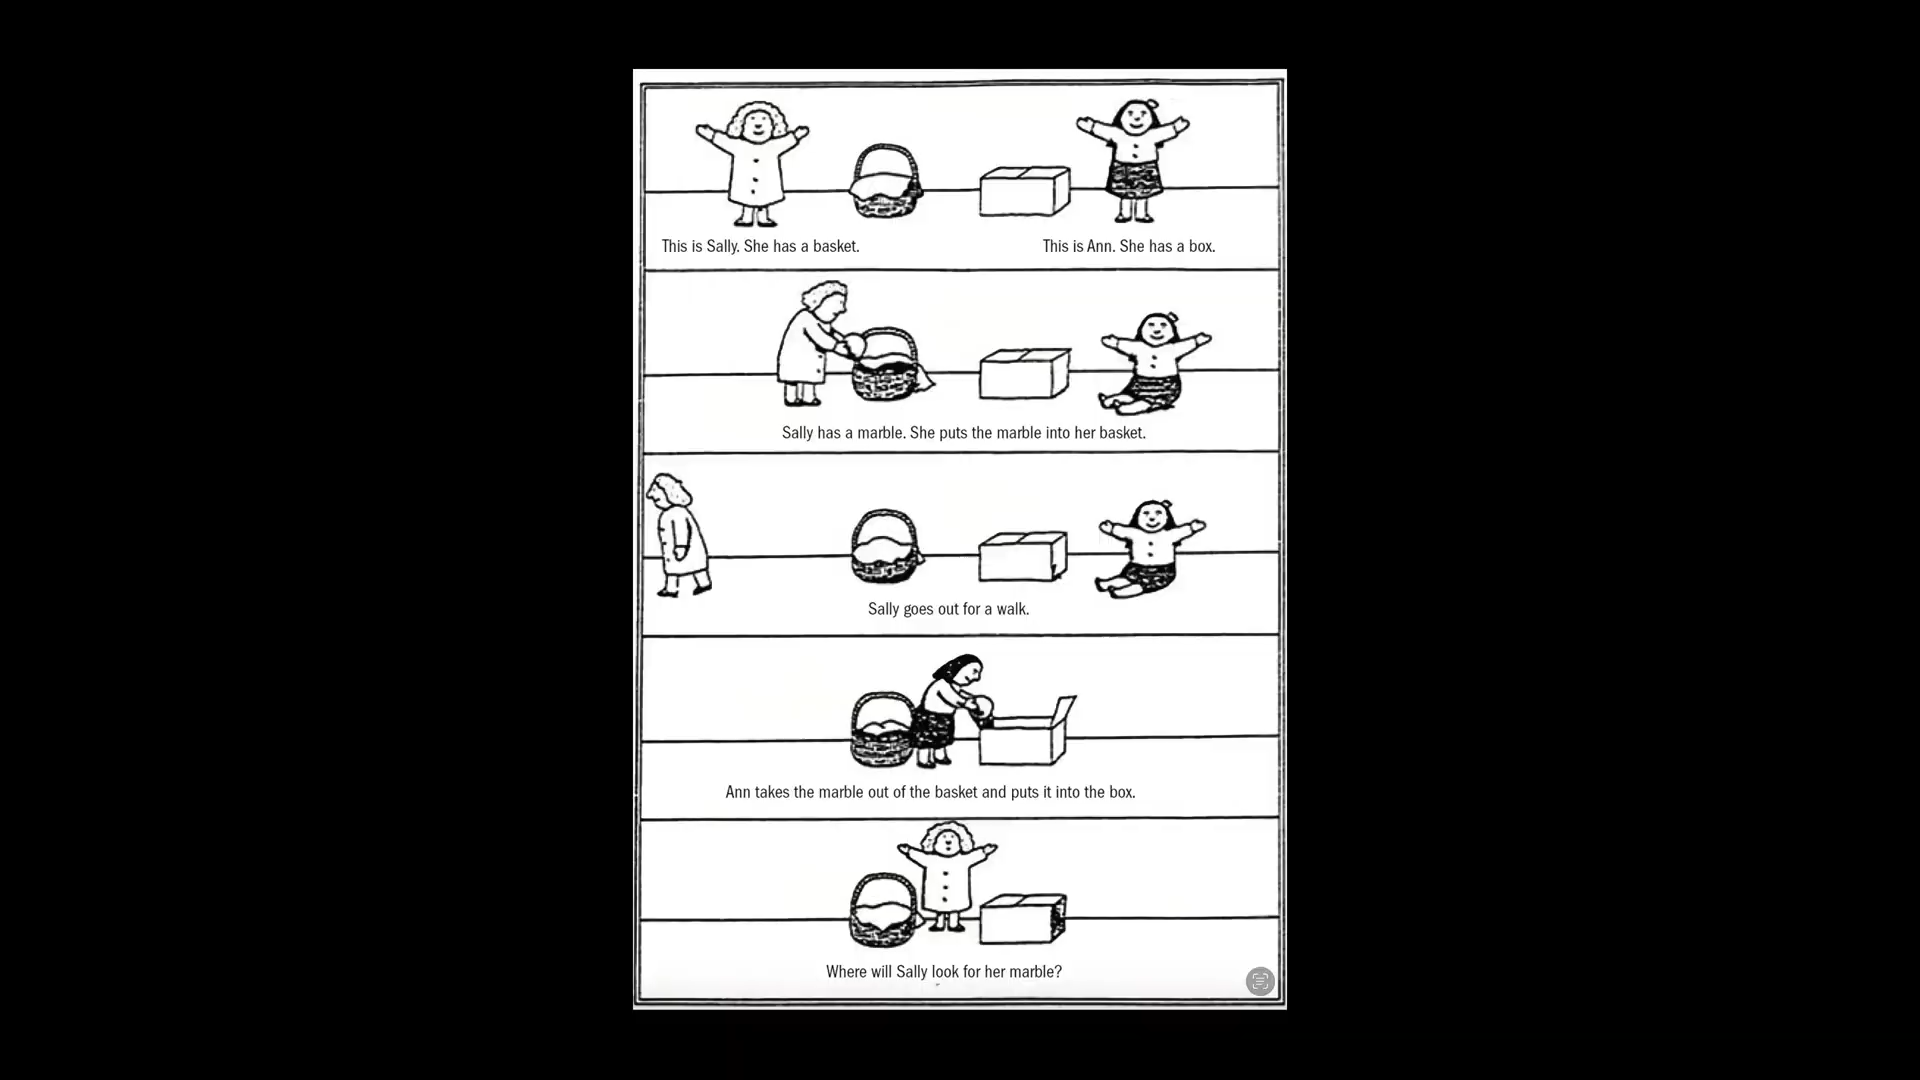 This is Sally. She has a basket.
This is Ann. She has a box.
Sally has a marble. She puts the marble into her basket.
Sally goes out for a walk.
Ann takes the marble out of the basket and puts it into the box.
Where will Sally look for her marble?